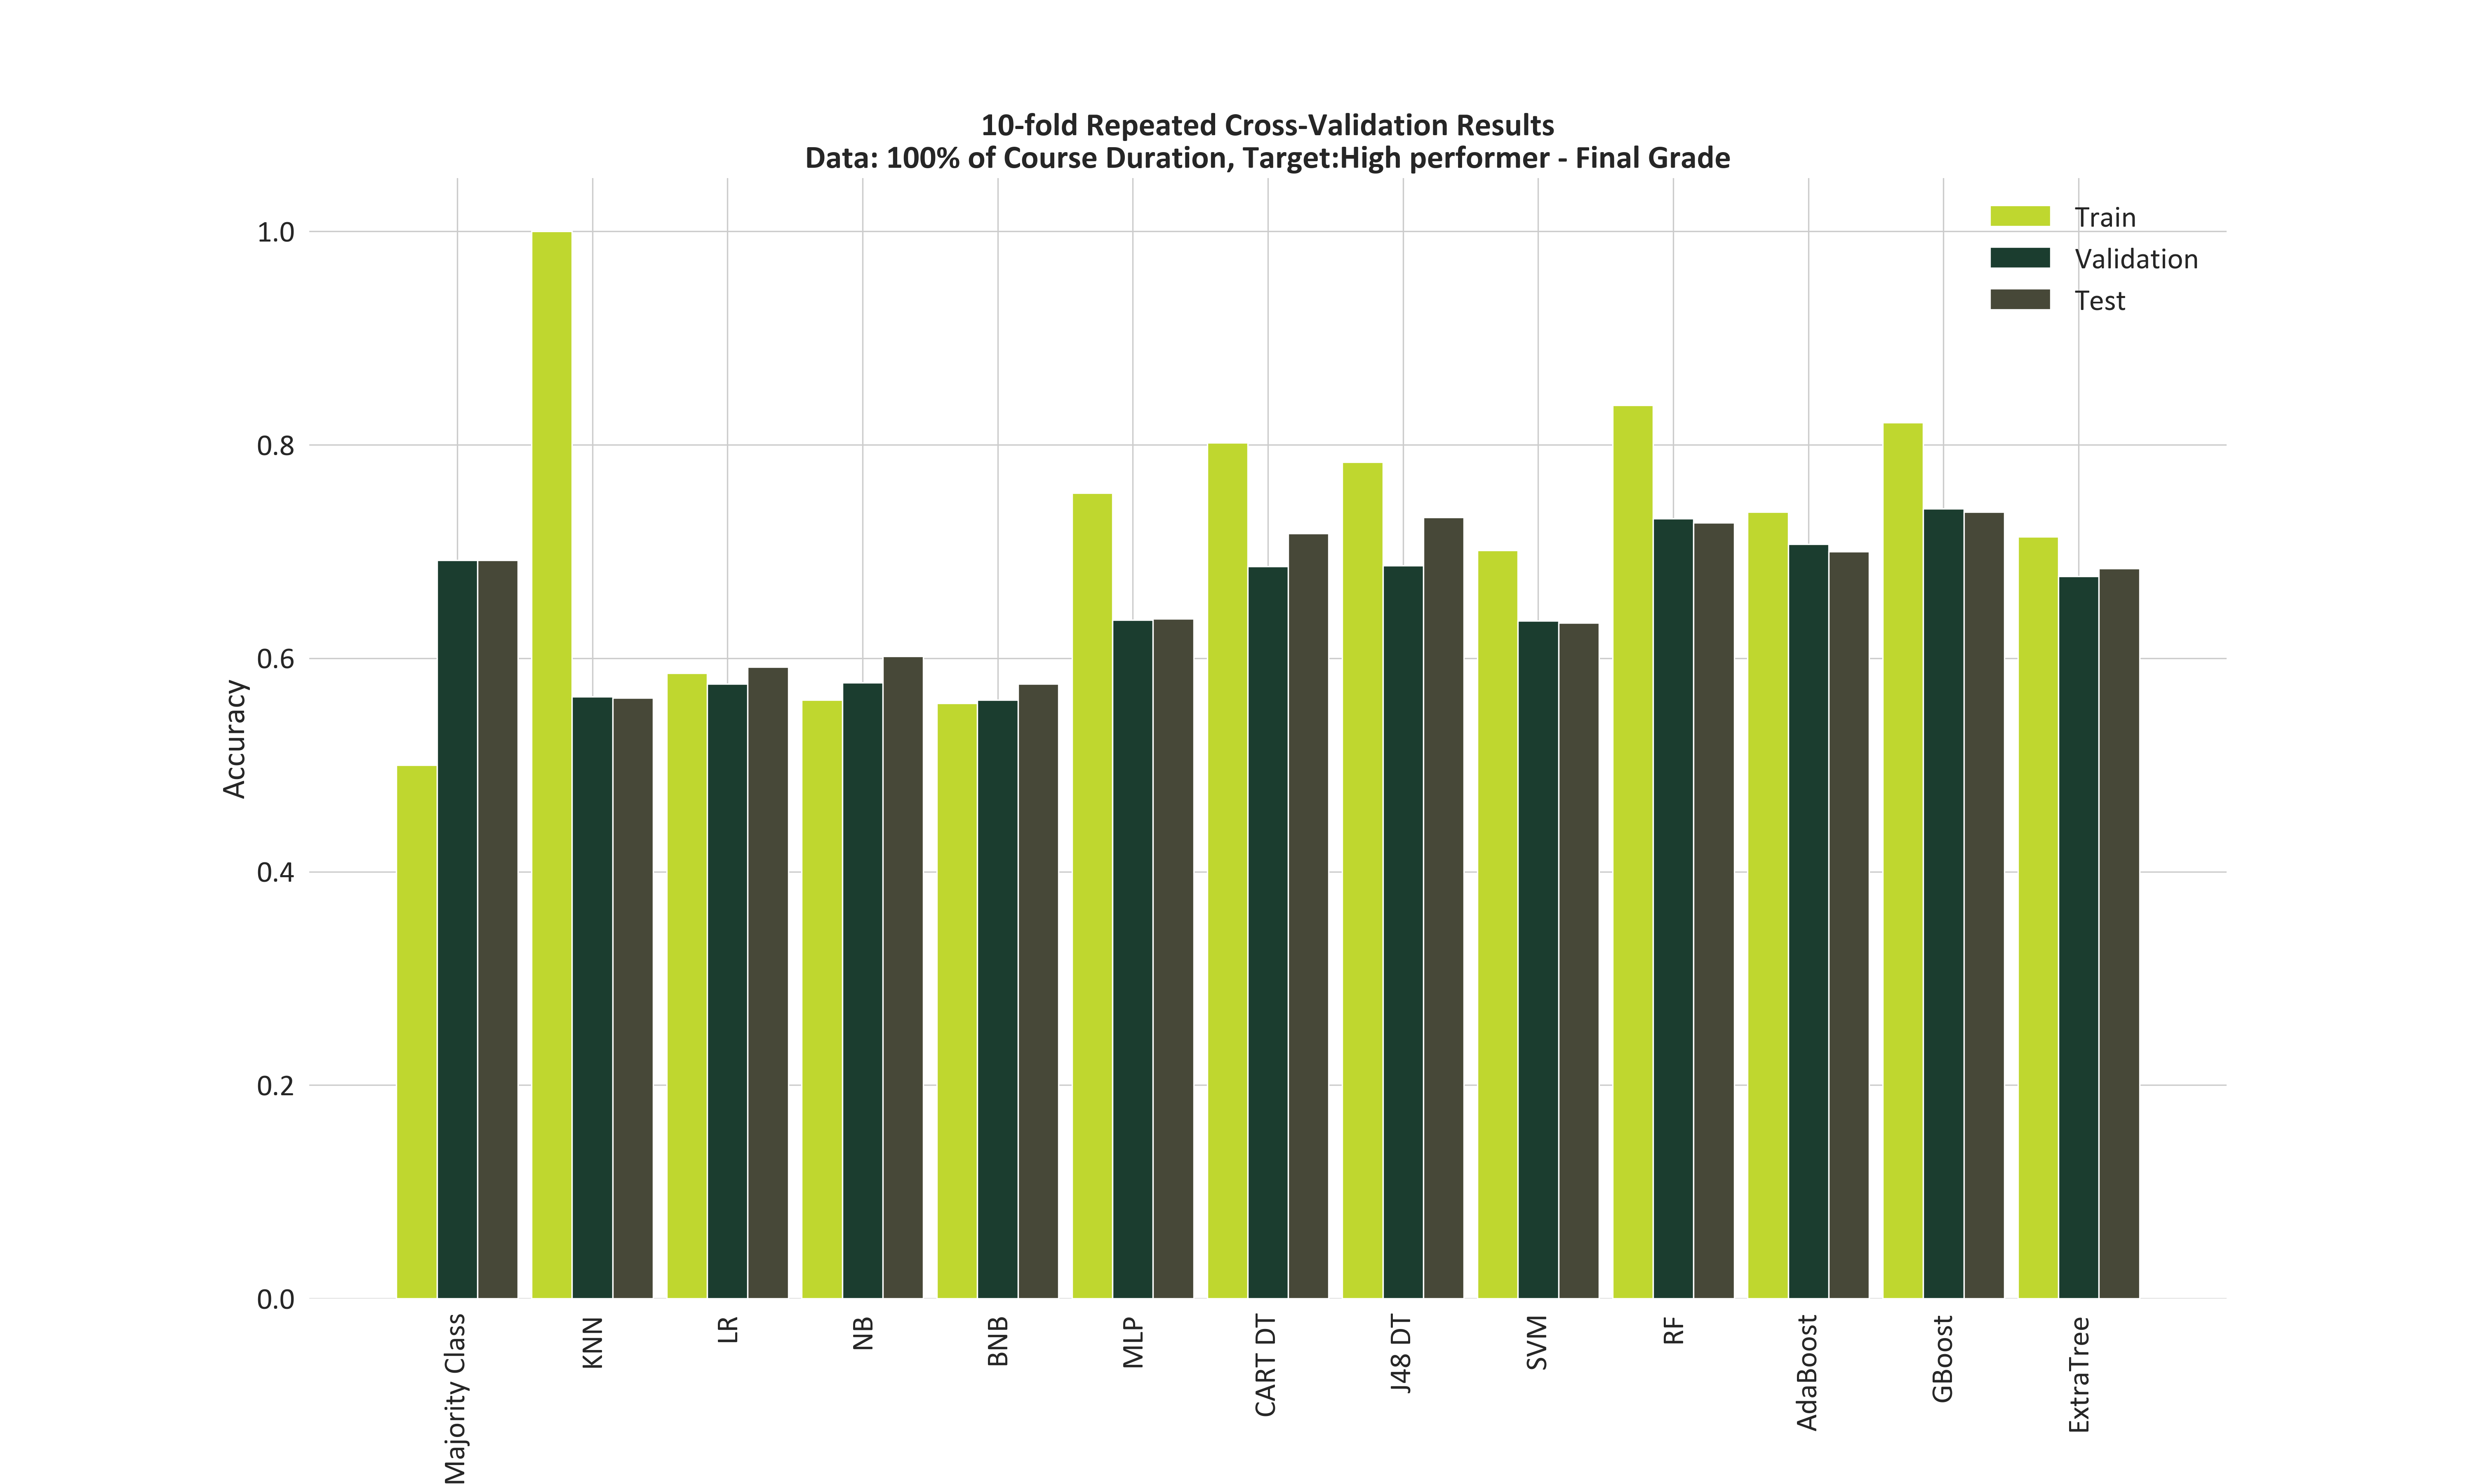 10-fold Repeated Cross-Validation Results
Data: 100% of Course Duration, Target:High performer - Final Grade
Train
Validation
Test
1.0
0.8
0.6
0.4
0.2
0.0
Accuracy
Majority Class
KNN
LR
NB
BNB
MLP
CART DT
J48 DT
SVM
RF
AdaBoost
GBoost
ExtraTree